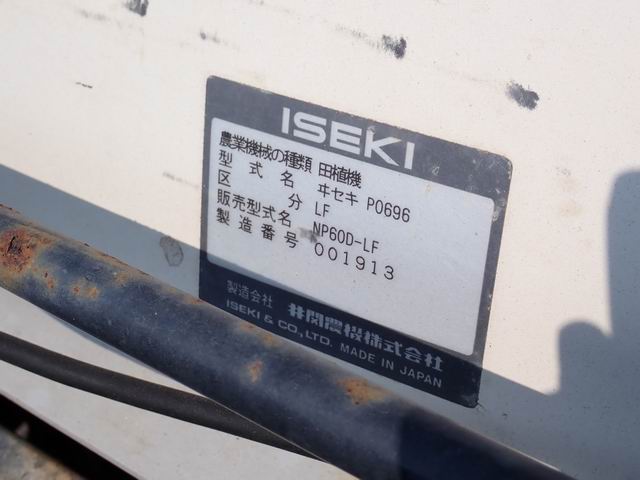 ISEKI
農業機械の種類 田植機
型式名 ヰセキ P0696
区分 LF
販売型式名 NP60D-LF
製造番号 001913
製造会社 井関農機株式会社
ISEKI & CO., LTD. MADE IN JAPAN